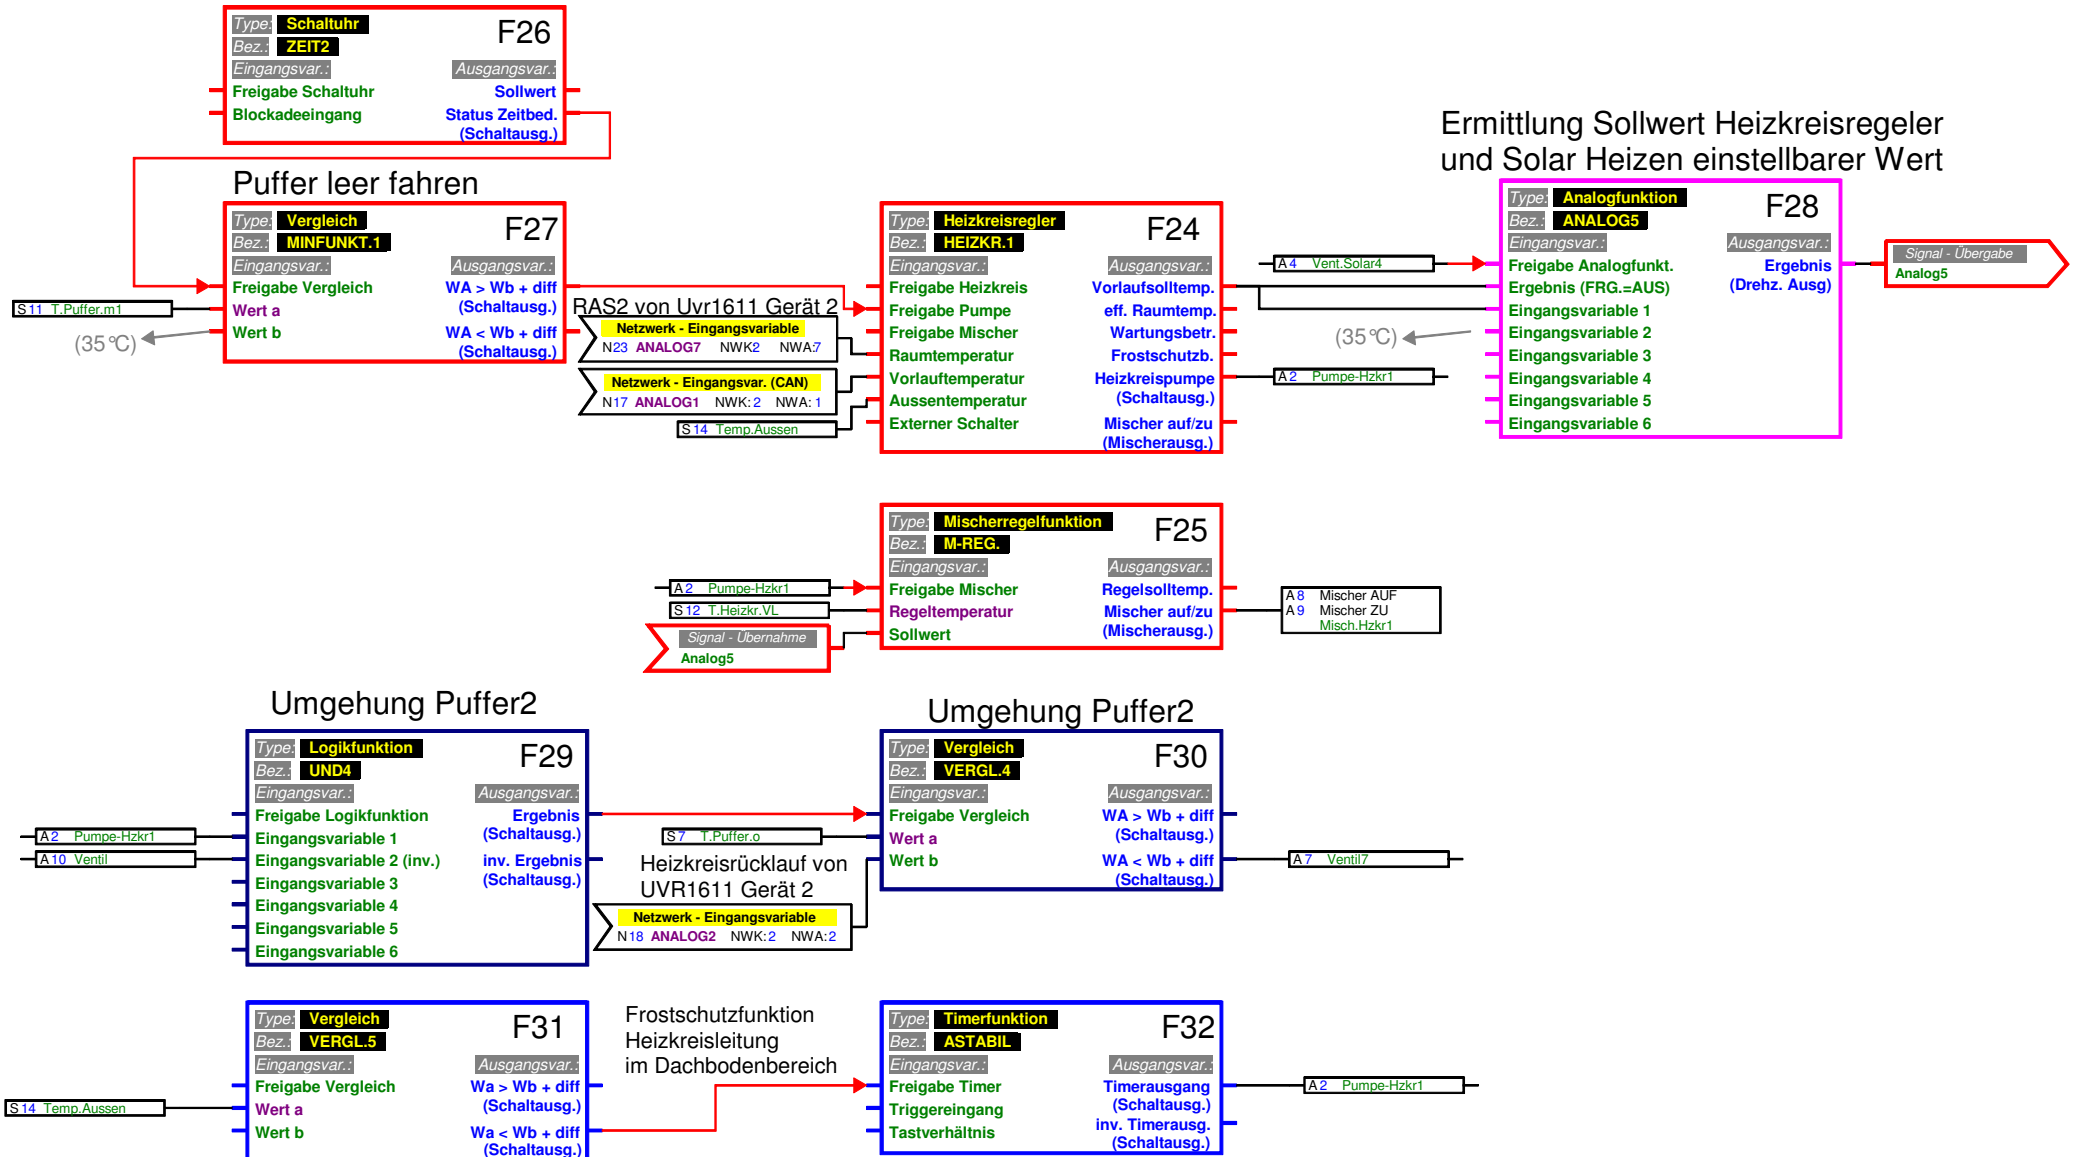 Type: Schaltuhr
F26
Bez.: ZEIT2
Eingangsvar.: Ausgangsvar.:
Freigabe Schaltuhr Sollwert
Blockadeeingang Status Zeitbed.
(Schaltausg.)
Puffer leer fahren
Type: Vergleich
F27
Bez.: MINFUNKT.1
Eingangsvar.: Ausgangsvar.:
Freigabe Vergleich WA > Wb + diff
(Schaltausg.)
S11 T.Puffer.m1
Wert a
Wert b WA < Wb + diff
(Schaltausg.)
(35°C)
RAS2 von Uvr1611 Gerät 2
Netzwerk - Eingangsvariable
N23 ANALOG7 NWK2 NWA:7
Netzwerk - Eingangsvar. (CAN)
N17 ANALOG1 NWK: 2 NWA: 1
S14 Temp.Aussen
Type: Heizkreisregler
F24
Bez.: HEIZKR.1
Eingangsvar.: Ausgangsvar.:
Freigabe Heizkreis Vorlaufsolltemp.
Freigabe Pumpe eff. Raumtemp.
Freigabe Mischer Wartungsbetr.
Raumtemperatur Frostschutzb.
Vorlauftemperatur Heizkreispumpe
Aussentemperatur (Schaltausg.)
Externer Schalter Mischer auf/zu
(Mischerausg.)
A2 Pumpe-Hzkr1
Ermittlung Sollwert Heizkreisregeler
und Solar Heizen einstellbarer Wert
A4 Vent.Solar4
(35°C)
Type: Analogfunktion
F28
Bez.: ANALOG5
Eingangsvar.: Ausgangsvar.:
Freigabe Analogfunkt. Ergebnis
Ergebnis (FRG.=AUS) (Drehz. Ausg)
Eingangsvariable 1
Eingangsvariable 2
Eingangsvariable 3
Eingangsvariable 4
Eingangsvariable 5
Eingangsvariable 6
Signal - Übergabe
Analog5
Type: Mischerregelfunktion
F25
Bez.: M-REG.
Eingangsvar.: Ausgangsvar.:
A2 Pumpe-Hzkr1
Freigabe Mischer Regelsolltemp.
S12 T.Heizkr.VL
Regeltemperatur Mischer auf/zu
Sollwert (Mischerausg.)
Signal - Übernahme
Analog5
A8 Mischer AUF
A9 Mischer ZU
Misch.Hzkr1
Umgehung Puffer2
Type: Logikfunktion
F29
Bez.: UND4
Eingangsvar.: Ausgangsvar.:
Freigabe Logikfunktion Ergebnis
(Schaltausg.)
A2 Pumpe-Hzkr1
Eingangsvariable 1
A10 Ventil
Eingangsvariable 2 (inv.) inv. Ergebnis
(Schaltausg.)
Eingangsvariable 3
Eingangsvariable 4
Eingangsvariable 5
Eingangsvariable 6
Umgehung Puffer2
Type: Vergleich
F30
Bez.: VERGL.4
Eingangsvar.: Ausgangsvar.:
Freigabe Vergleich WA > Wb + diff
(Schaltausg.)
S7 T.Puffer.o
Wert a
Wert b WA < Wb + diff
(Schaltausg.)
A7 Ventil7
Heizkreisrücklauf von
UVR1611 Gerät 2
Netzwerk - Eingangsvariable
N18 ANALOG2 NWK: 2 NWA:2
Type: Vergleich
F31
Bez.: VERGL.5
Eingangsvar.: Ausgangsvar.:
Freigabe Vergleich Wa > Wb + diff
(Schaltausg.)
S14 Temp.Aussen
Wert a
Wert b Wa < Wb + diff
(Schaltausg.)
Frostschutzfunktion
Heizkreisleitung
im Dachbodenbereich
Type: Timerfunktion
F32
Bez.: ASTABIL
Eingangsvar.: Ausgangsvar.:
Freigabe Timer Timerausgang
(Schaltausg.)
Triggereingang
Tastverhältnis inv. Timerausg.
(Schaltausg.)
A2 Pumpe-Hzkr1